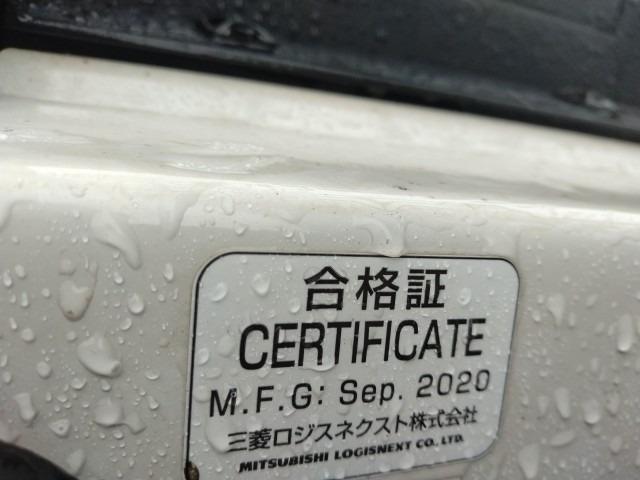 合格証
CERTIFICATE
M.F.G: Sep. 2020
三菱ロジスネクスト株式会社
MITSUBISHI LOGISNEXT CO., LTD.